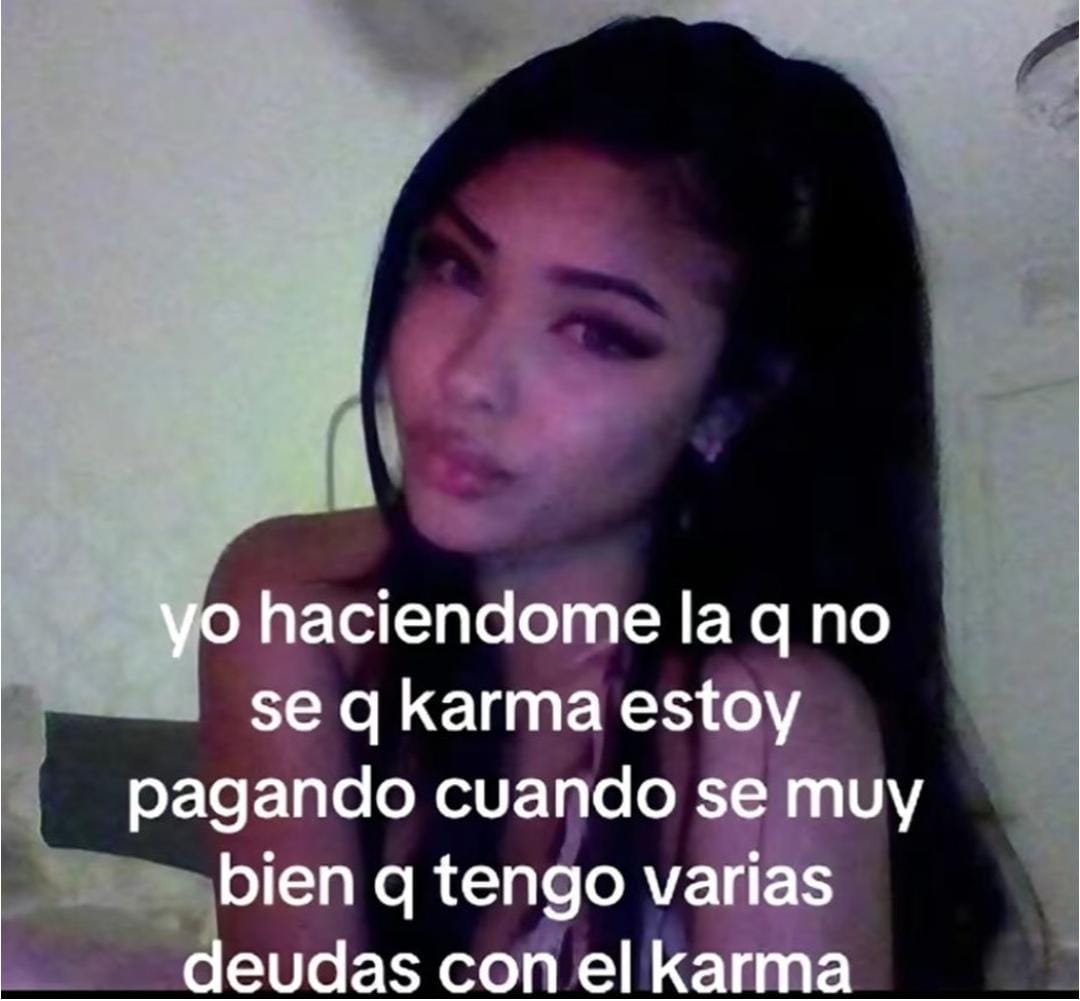 yo haciendome la q no
se q karma estoy
pagando cuando se muy
bien q tengo varias
deudas con el karma